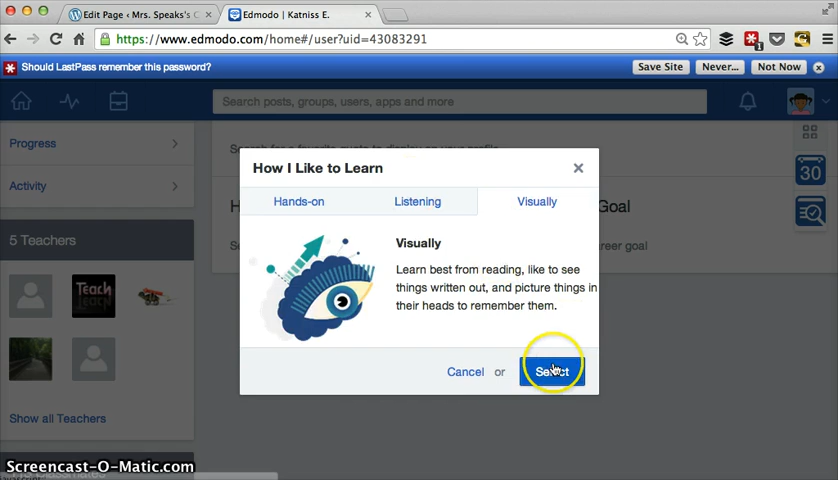 Edit Page ‹ Mrs. Speaks's C
Edmodo | Katniss E.
https://www.edmodo.com/home#/user?uid=43083291
1
Should LastPass remember this password?
Save Site
Never...
Not Now
Search posts, groups, users, apps and more
Progress
Activity
5 Teachers
Teach
Show all Teachers
30
Goal
career goal
How I Like to Learn
Hands-on
Listening
Visually
Visually
Learn best from reading, like to see
things written out, and picture things in
their heads to remember them.
Cancel or Select
Screencast-O-Matic.com